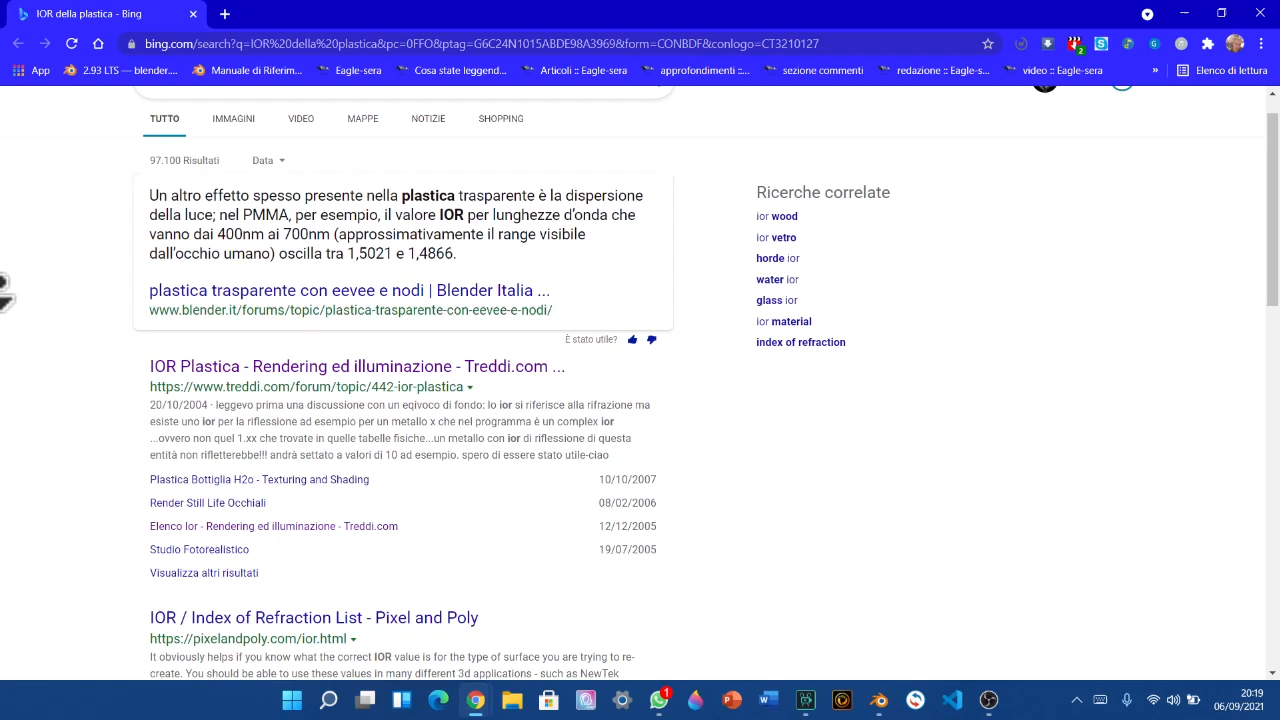 IOR della plastica - Bing
bing.com/search?q=IOR%20della%20plastica&pc=0FFO&ptag=G6C24N1015ABDE98A3969&form=CONBDF&conlogo=CT3210127
2
App
2.93 LTS — blender....
Manuale di Riferim...
Eagle-sera
Cosa state leggend...
Articoli :: Eagle-sera
approfondimenti ::...
sezione commenti
redazione :: Eagle-s...
video :: Eagle-sera
»
Elenco di lettura
TUTTO
IMMAGINI
VIDEO
MAPPE
NOTIZIE
SHOPPING
97.100 Risultati
Data
Un altro effetto spesso presente nella plastica trasparente è la dispersione
della luce; nel PMMA, per esempio, il valore IOR per lunghezze d’onda che
vanno dai 400nm ai 700nm (approssimativamente il range visibile
dall’occhio umano) oscilla tra 1,5021 e 1,4866.
plastica trasparente con eevee e nodi | Blender Italia ...
www.blender.it/forums/topic/plastica-trasparente-con-eevee-e-nodi/
È stato utile?
IOR Plastica - Rendering ed illuminazione - Treddi.com ...
https://www.treddi.com/forum/topic/442-ior-plastica
20/10/2004 · leggevo prima una discussione con un eqivoco di fondo: lo ior si riferisce alla rifrazione ma
esiste uno ior per la riflessione ad esempio per un metallo x che nel programma è un complex ior
...ovvero non quel 1.xx che trovate in quelle tabelle fisiche...un metallo con ior di riflessione di questa
entità non rifletterebbe!!! andrà settato a valori di 10 ad esempio. spero di essere stato utile-ciao
Plastica Bottiglia H2o - Texturing and Shading
10/10/2007
Render Still Life Occhiali
08/02/2006
Elenco Ior - Rendering ed illuminazione - Treddi.com
12/12/2005
Studio Fotorealistico
19/07/2005
Visualizza altri risultati
IOR / Index of Refraction List - Pixel and Poly
https://pixelandpoly.com/ior.html
It obviously helps if you know what the correct IOR value is for the type of surface you are trying to re-
create. You should be able to use these values in many different 3d applications - such as NewTek
Ricerche correlate
ior wood
ior vetro
horde ior
water ior
glass ior
ior material
index of refraction
1
20:19
06/09/2021